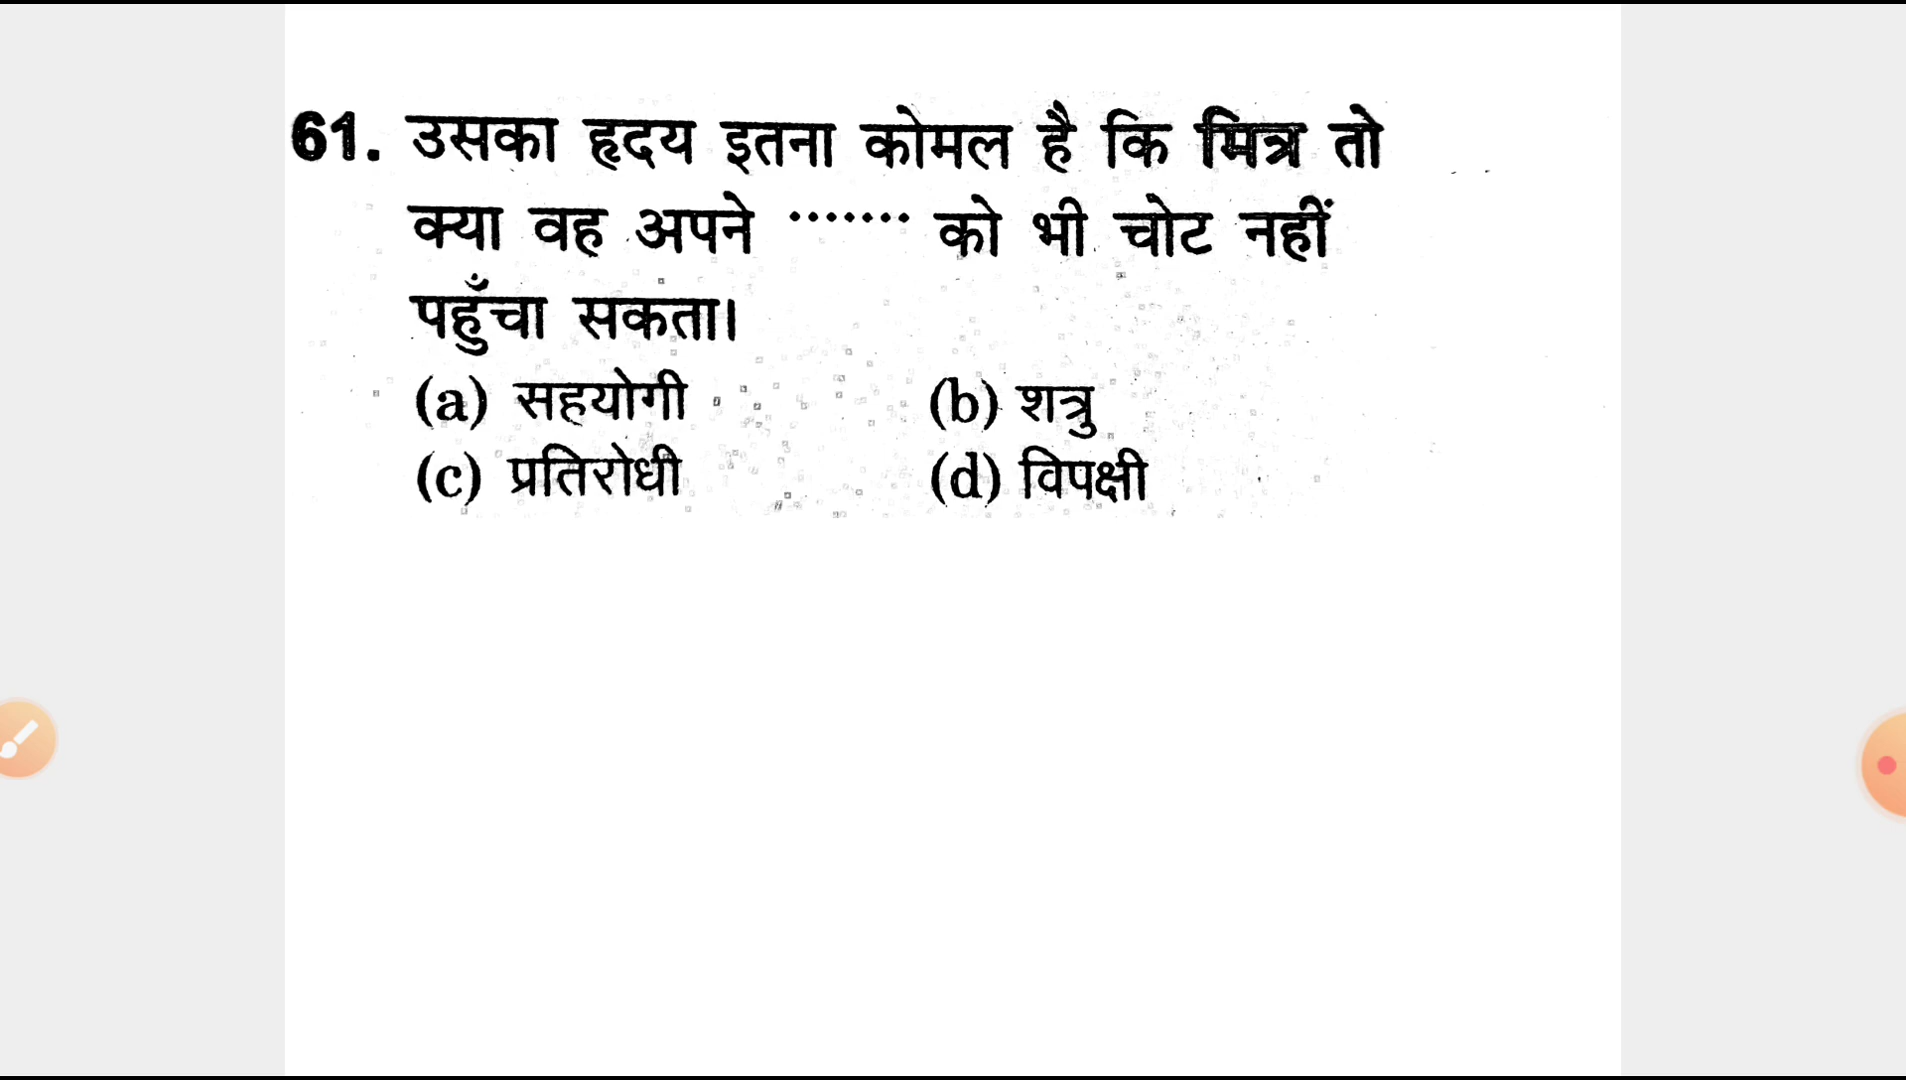 61. उसका हृदय इतना कोमल है कि मित्र तो
क्या वह अपने ······· को भी चोट नहीं
पहुँचा सकता।
(a) सहयोगी (b) शत्रु
(c) प्रतिरोधी (d) विपक्षी